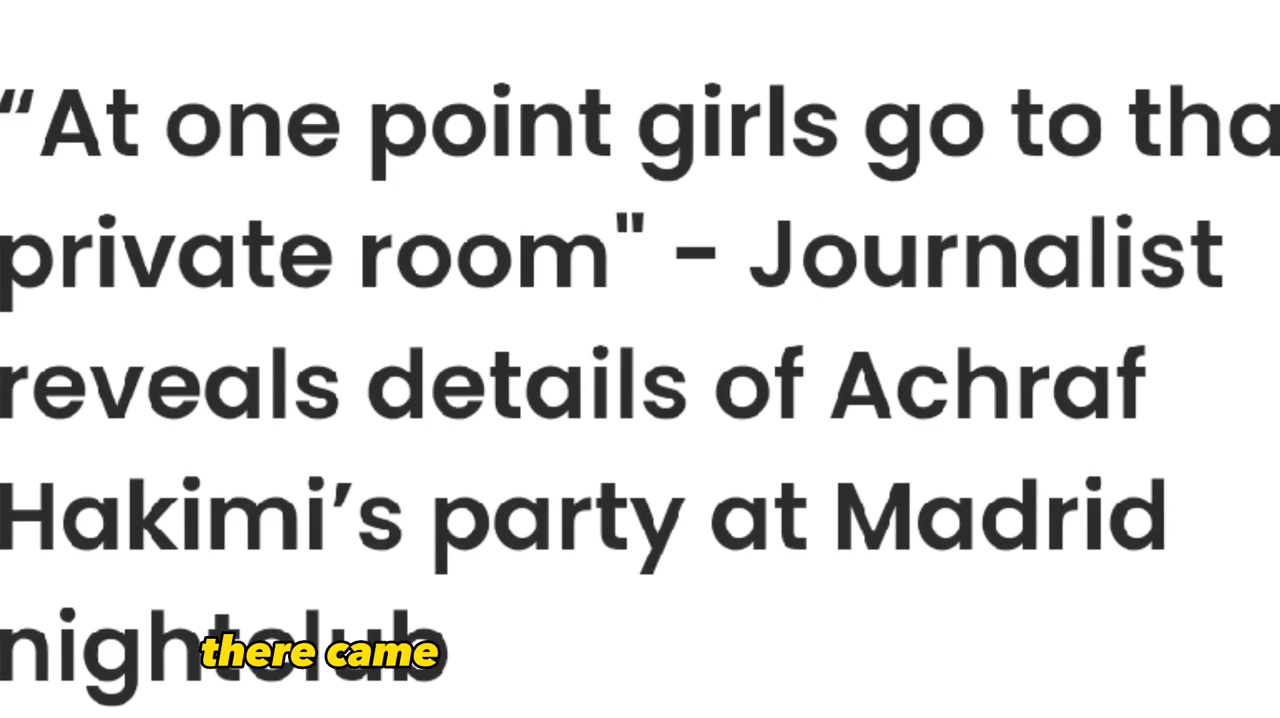 “At one point girls go to tha
private room" - Journalist
reveals details of Achraf
Hakimi’s party at Madrid
nightclub
there came